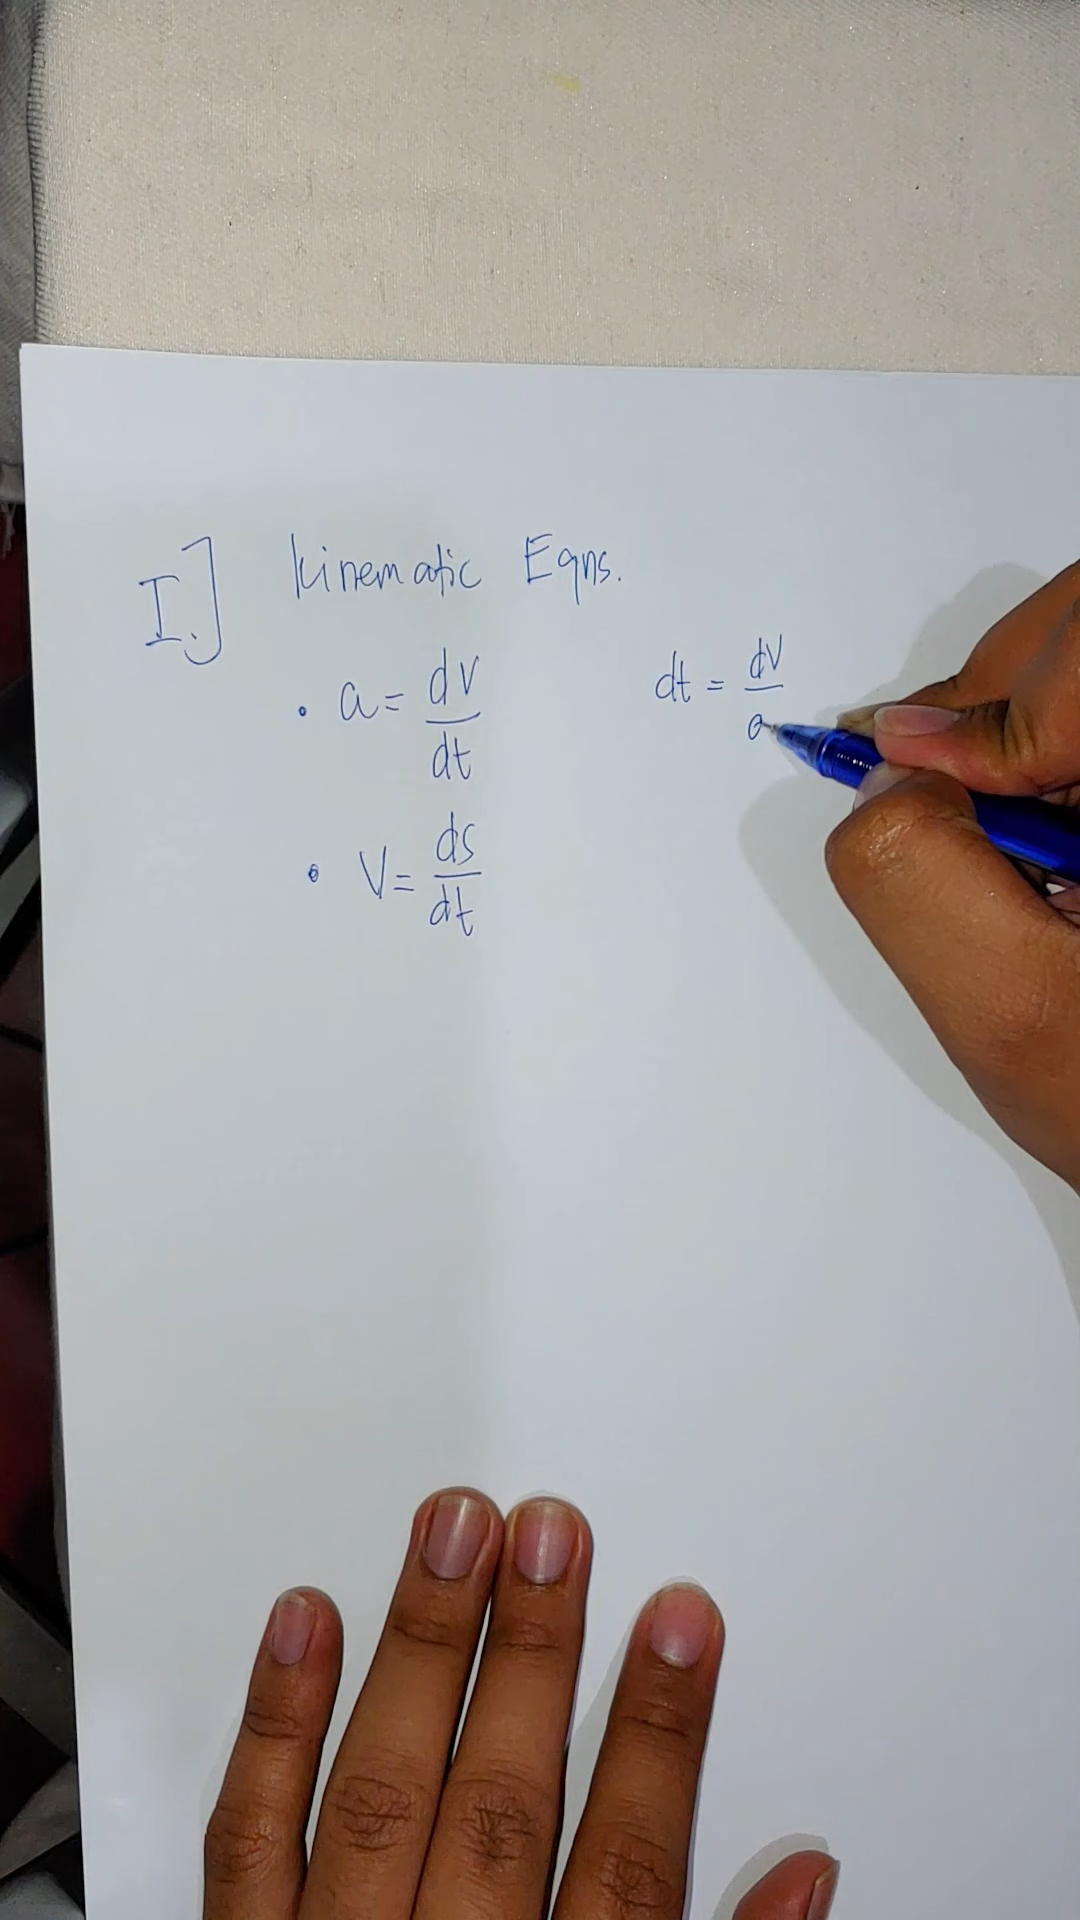 I.] Kinematic Eqns.
• a = dv/dt
dt = dv/a
• V = ds/dt